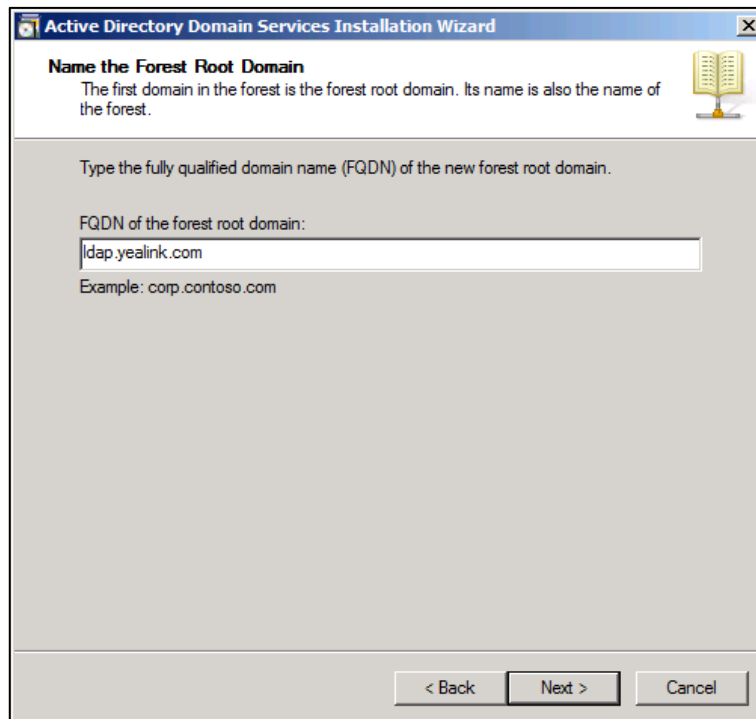 Active Directory Domain Services Installation Wizard
Name the Forest Root Domain
The first domain in the forest is the forest root domain. Its name is also the name of
the forest.
Type the fully qualified domain name (FQDN) of the new forest root domain.
FQDN of the forest root domain:
ldap.yealink.com
Example: corp.contoso.com
< Back
Next >
Cancel